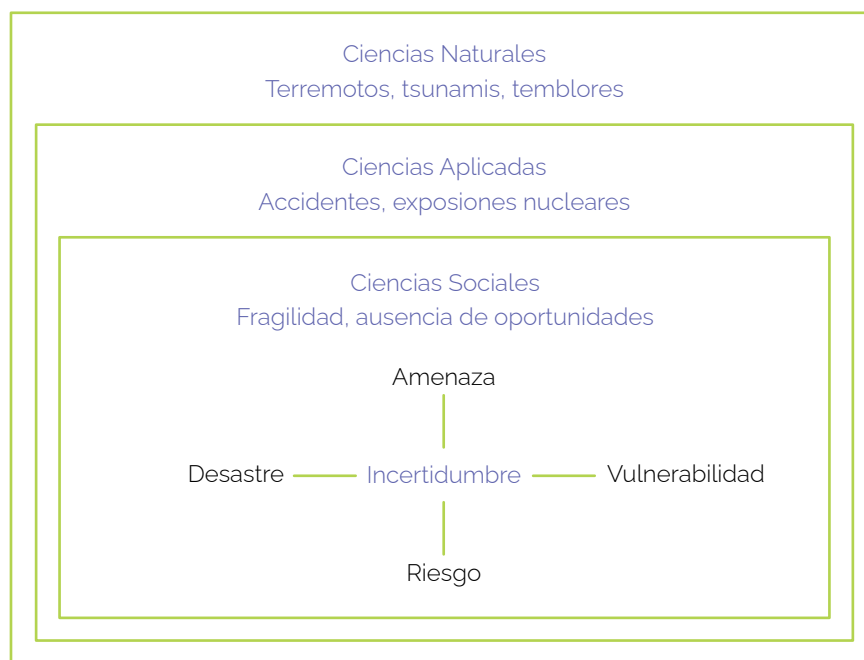 Ciencias Naturales
Terremotos, tsunamis, temblores
Ciencias Aplicadas
Accidentes, exposiones nucleares
Ciencias Sociales
Fragilidad, ausencia de oportunidades
Amenaza
Desastre Incertidumbre Vulnerabilidad
Riesgo